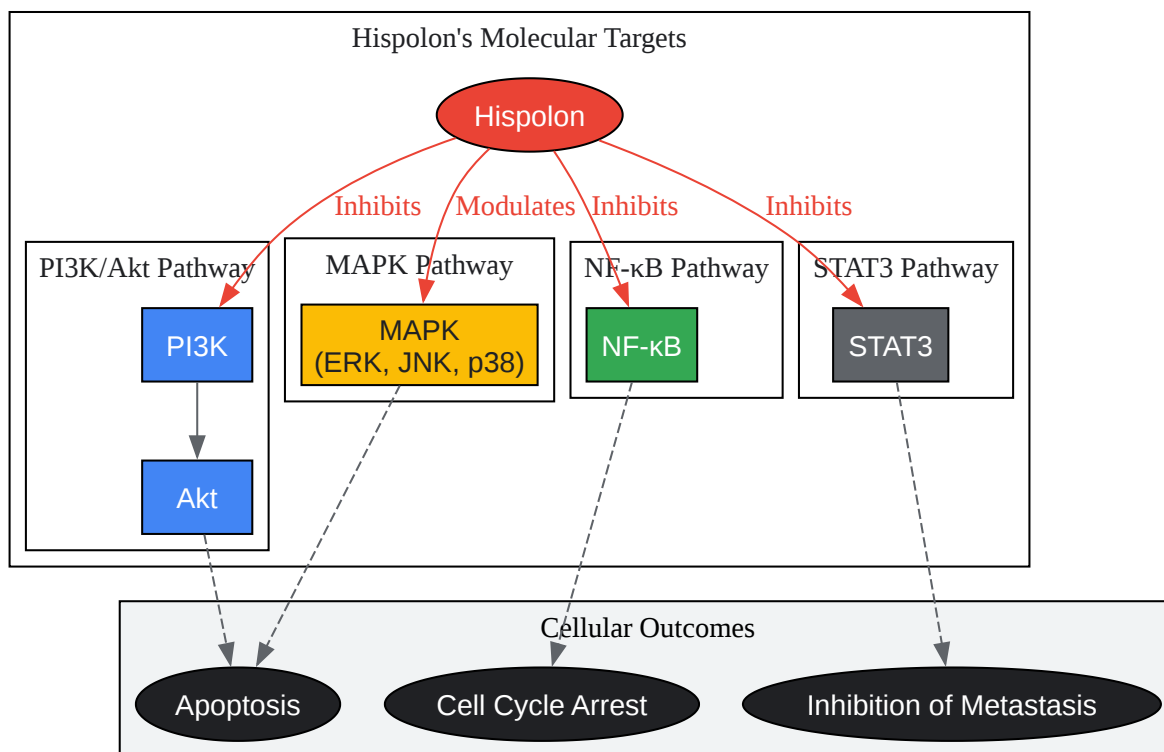 Hispolon's Molecular Targets
Hispolon
Inhibits
Modulates
Inhibits
Inhibits
PI3K/Akt Pathway
MAPK Pathway
NF-κB Pathway
STAT3 Pathway
PI3K
MAPK
(ERK, JNK, p38)
NF-κB
STAT3
Akt
Cellular Outcomes
Apoptosis
Cell Cycle Arrest
Inhibition of Metastasis